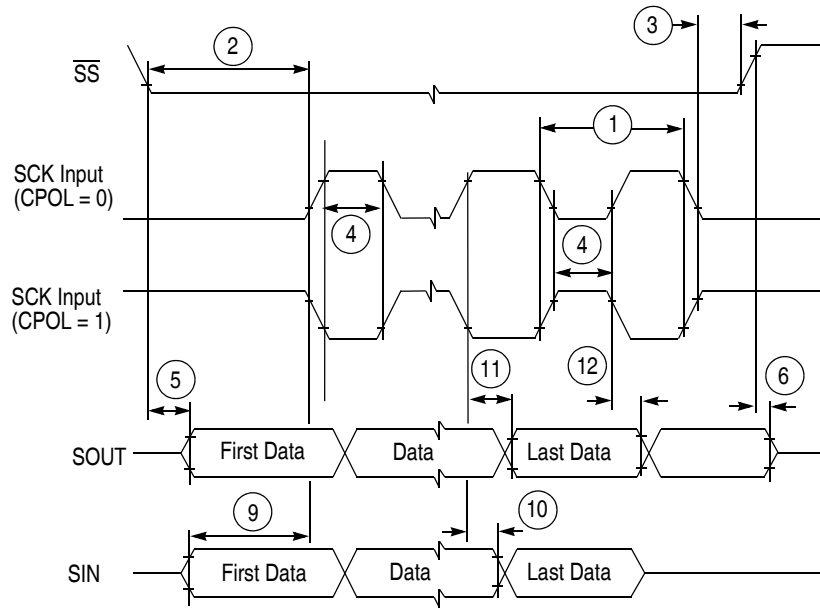 3
2
S̅S̅
1
SCK Input
(CPOL = 0)
4
4
SCK Input
(CPOL = 1)
5
11
12
6
SOUT
First Data
Data
Last Data
9
10
SIN
First Data
Data
Last Data